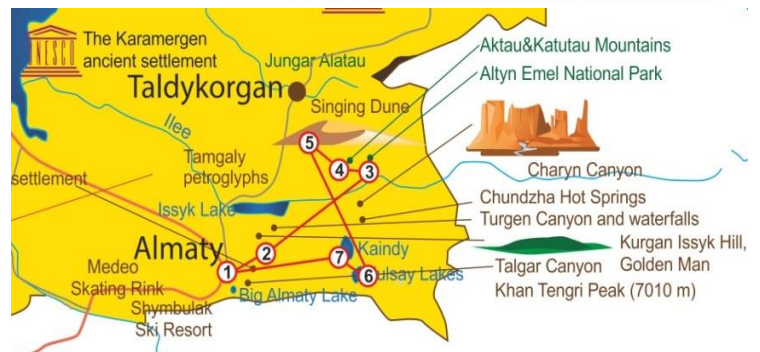 UNESCO
The Karamergen
ancient settlement
Jungar Alatau
Taldykorgan
Aktau&Katutau Mountains
Altyn Emel National Park
Singing Dune
Ilee
Tamgaly
petroglyphs
settlement
Issyk Lake
Charyn Canyon
Chundzha Hot Springs
Turgen Canyon and waterfalls
Kurgan Issyk Hill,
Golden Man
Talgar Canyon
Khan Tengri Peak (7010 m)
Almaty
Medeo
Skating Rink
Shymbulak
Ski Resort
Big Almaty Lake
Kaindy
ulsay Lakes
1
2
3
4
5
6
7